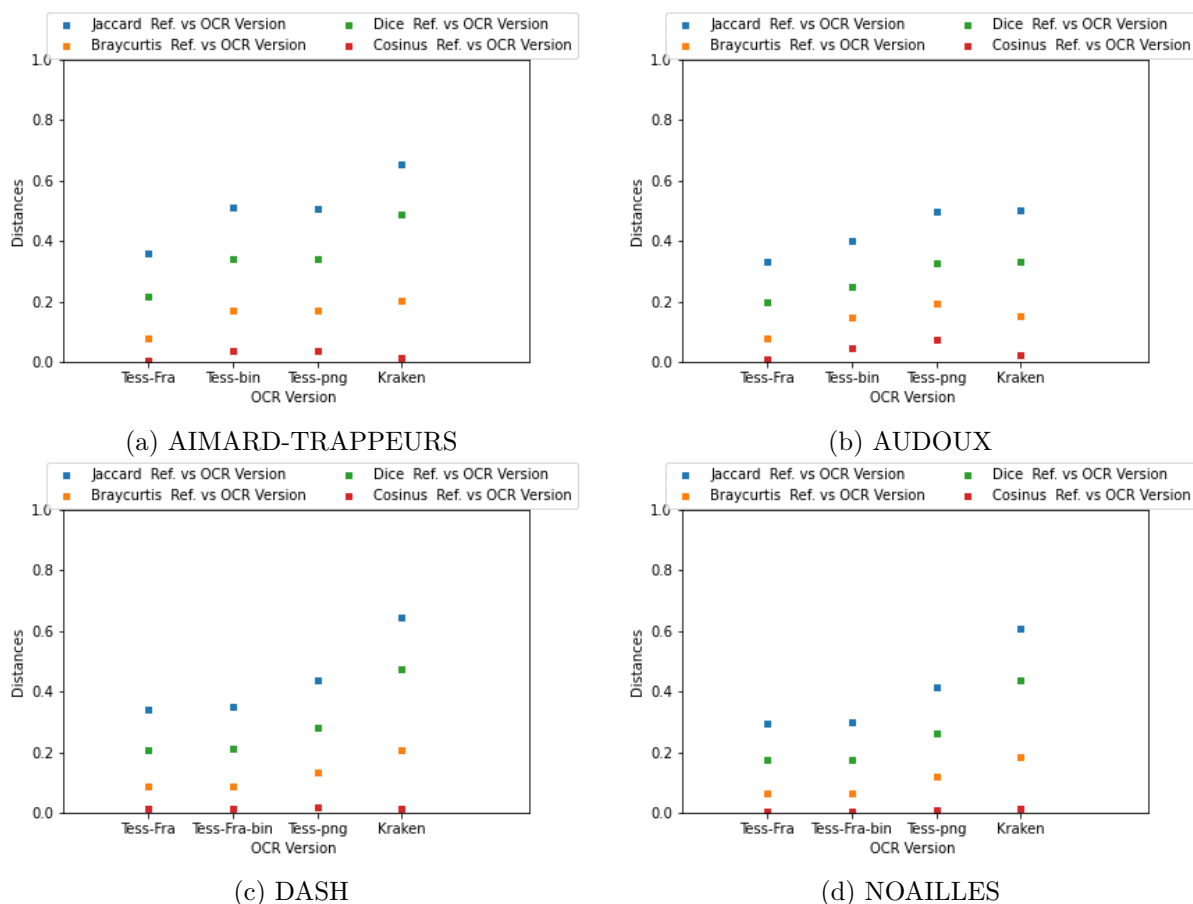 Jaccard  Ref. vs OCR Version
Dice  Ref. vs OCR Version
Braycurtis  Ref. vs OCR Version
Cosinus  Ref. vs OCR Version
1.0
0.8
0.6
0.4
0.2
0.0
Distances
Tess-Fra
Tess-bin
Tess-png
Kraken
OCR Version
(a) AIMARD-TRAPPEURS
Jaccard  Ref. vs OCR Version
Dice  Ref. vs OCR Version
Braycurtis  Ref. vs OCR Version
Cosinus  Ref. vs OCR Version
1.0
0.8
0.6
0.4
0.2
0.0
Distances
Tess-Fra
Tess-bin
Tess-png
Kraken
OCR Version
(b) AUDOUX
Jaccard  Ref. vs OCR Version
Dice  Ref. vs OCR Version
Braycurtis  Ref. vs OCR Version
Cosinus  Ref. vs OCR Version
1.0
0.8
0.6
0.4
0.2
0.0
Distances
Tess-Fra
Tess-Fra-bin
Tess-png
Kraken
OCR Version
(c) DASH
Jaccard  Ref. vs OCR Version
Dice  Ref. vs OCR Version
Braycurtis  Ref. vs OCR Version
Cosinus  Ref. vs OCR Version
1.0
0.8
0.6
0.4
0.2
0.0
Distances
Tess-Fra
Tess-Fra-bin
Tess-png
Kraken
OCR Version
(d) NOAILLES